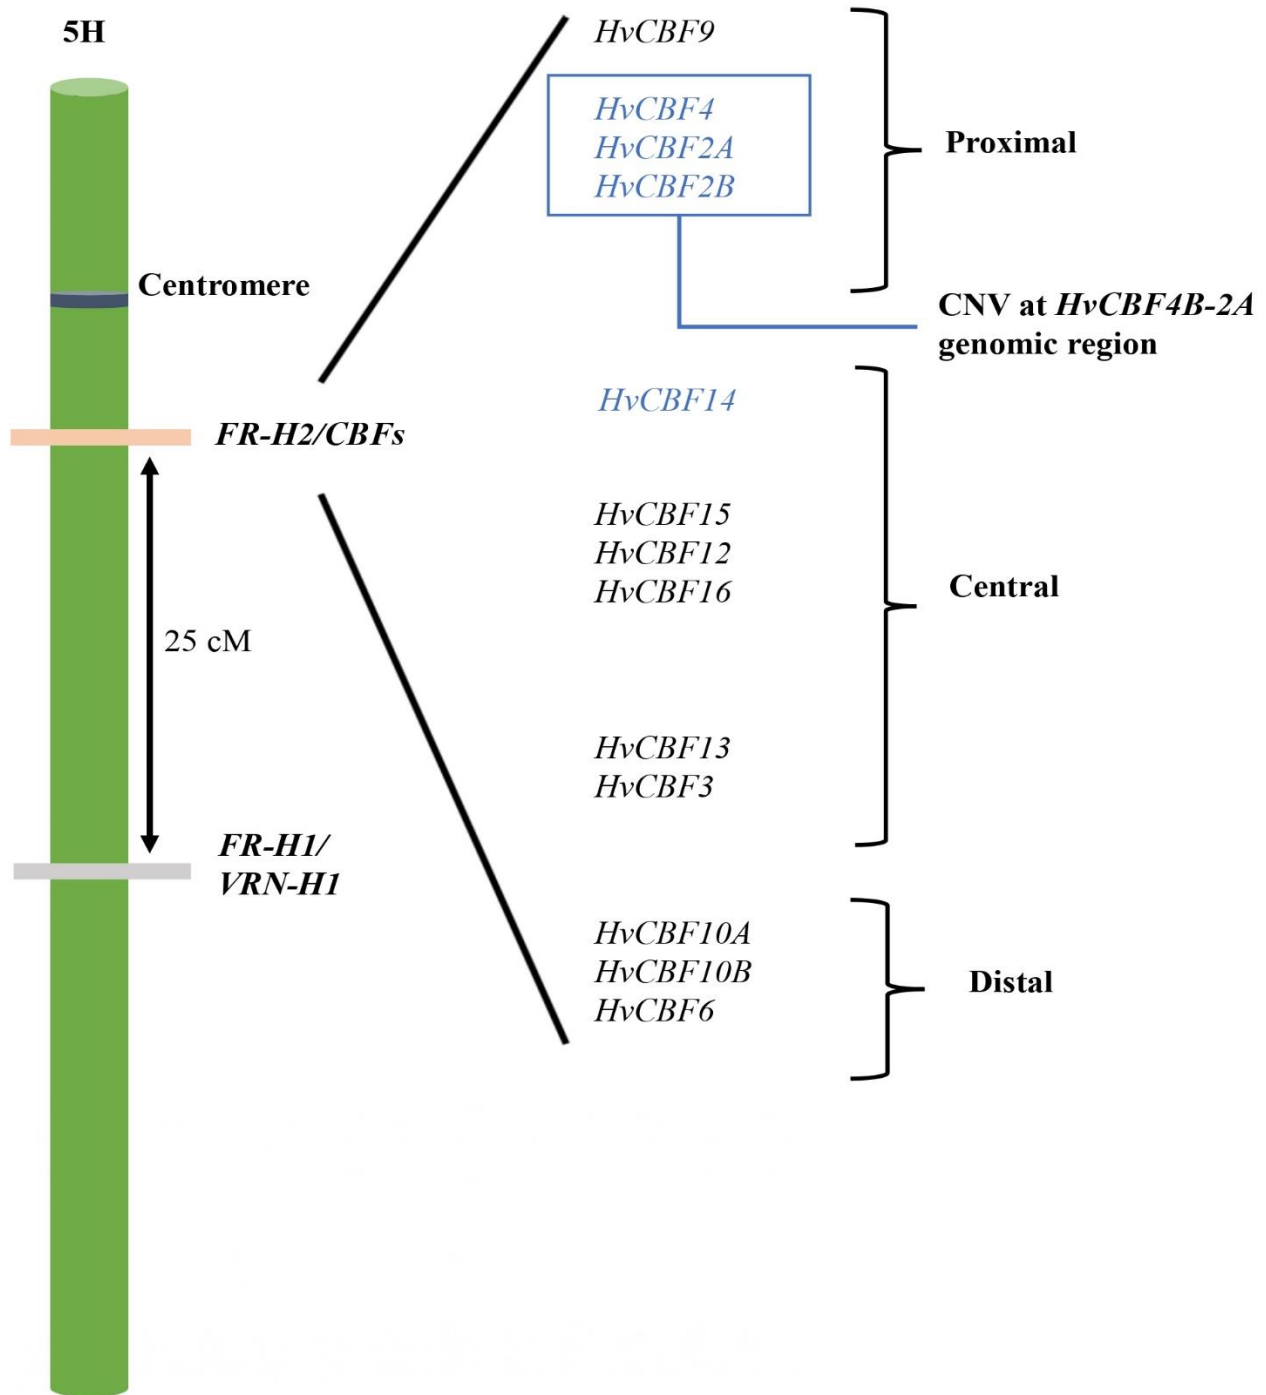 5H
Centromere
FR-H2/CBFs
25 cM
FR-H1/
VRN-H1
HvCBF9
HvCBF4
HvCBF2A
HvCBF2B
Proximal
CNV at HvCBF4B-2A
genomic region
HvCBF14
HvCBF15
HvCBF12
HvCBF16
HvCBF13
HvCBF3
Central
HvCBF10A
HvCBF10B
HvCBF6
Distal